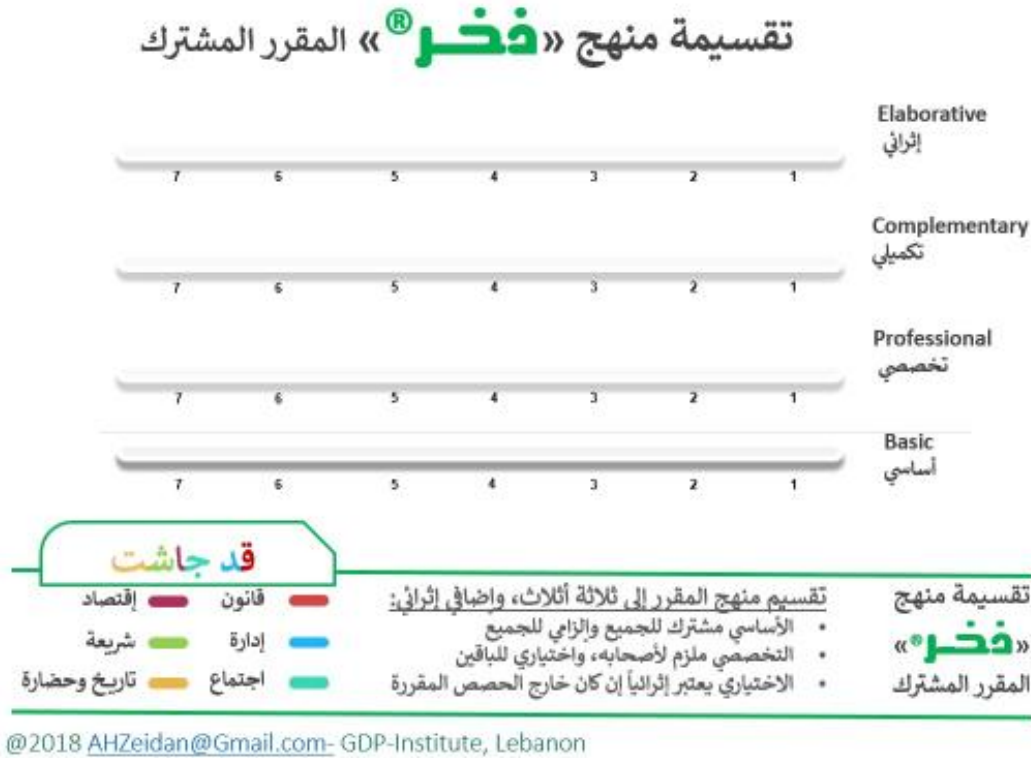 تقسيمة منهج «فخر®» المقرر المشترك
Elaborative
إثرائي
7 6 5 4 3 2 1
Complementary
تكميلي
7 6 5 4 3 2 1
Professional
تخصصي
7 6 5 4 3 2 1
Basic
أساسي
7 6 5 4 3 2 1
تقسيمة منهج
«فخر®»
المقرر المشترك
تقسيم منهج المقرر إلى ثلاثة أثلاث، وإضافي إثرائي:
• الأساسي مشترك للجميع وإلزامي للجميع
• التخصصي ملزم لأصحابه، واختياري للباقين
• الاختياري يعتبر إثرائياً إن كان خارج الحصص المقررة
قد جاشت
قانون إقتصاد
إدارة شريعة
اجتماع تاريخ وحضارة
@2018 AHZeidan@Gmail.com- GDP-Institute, Lebanon